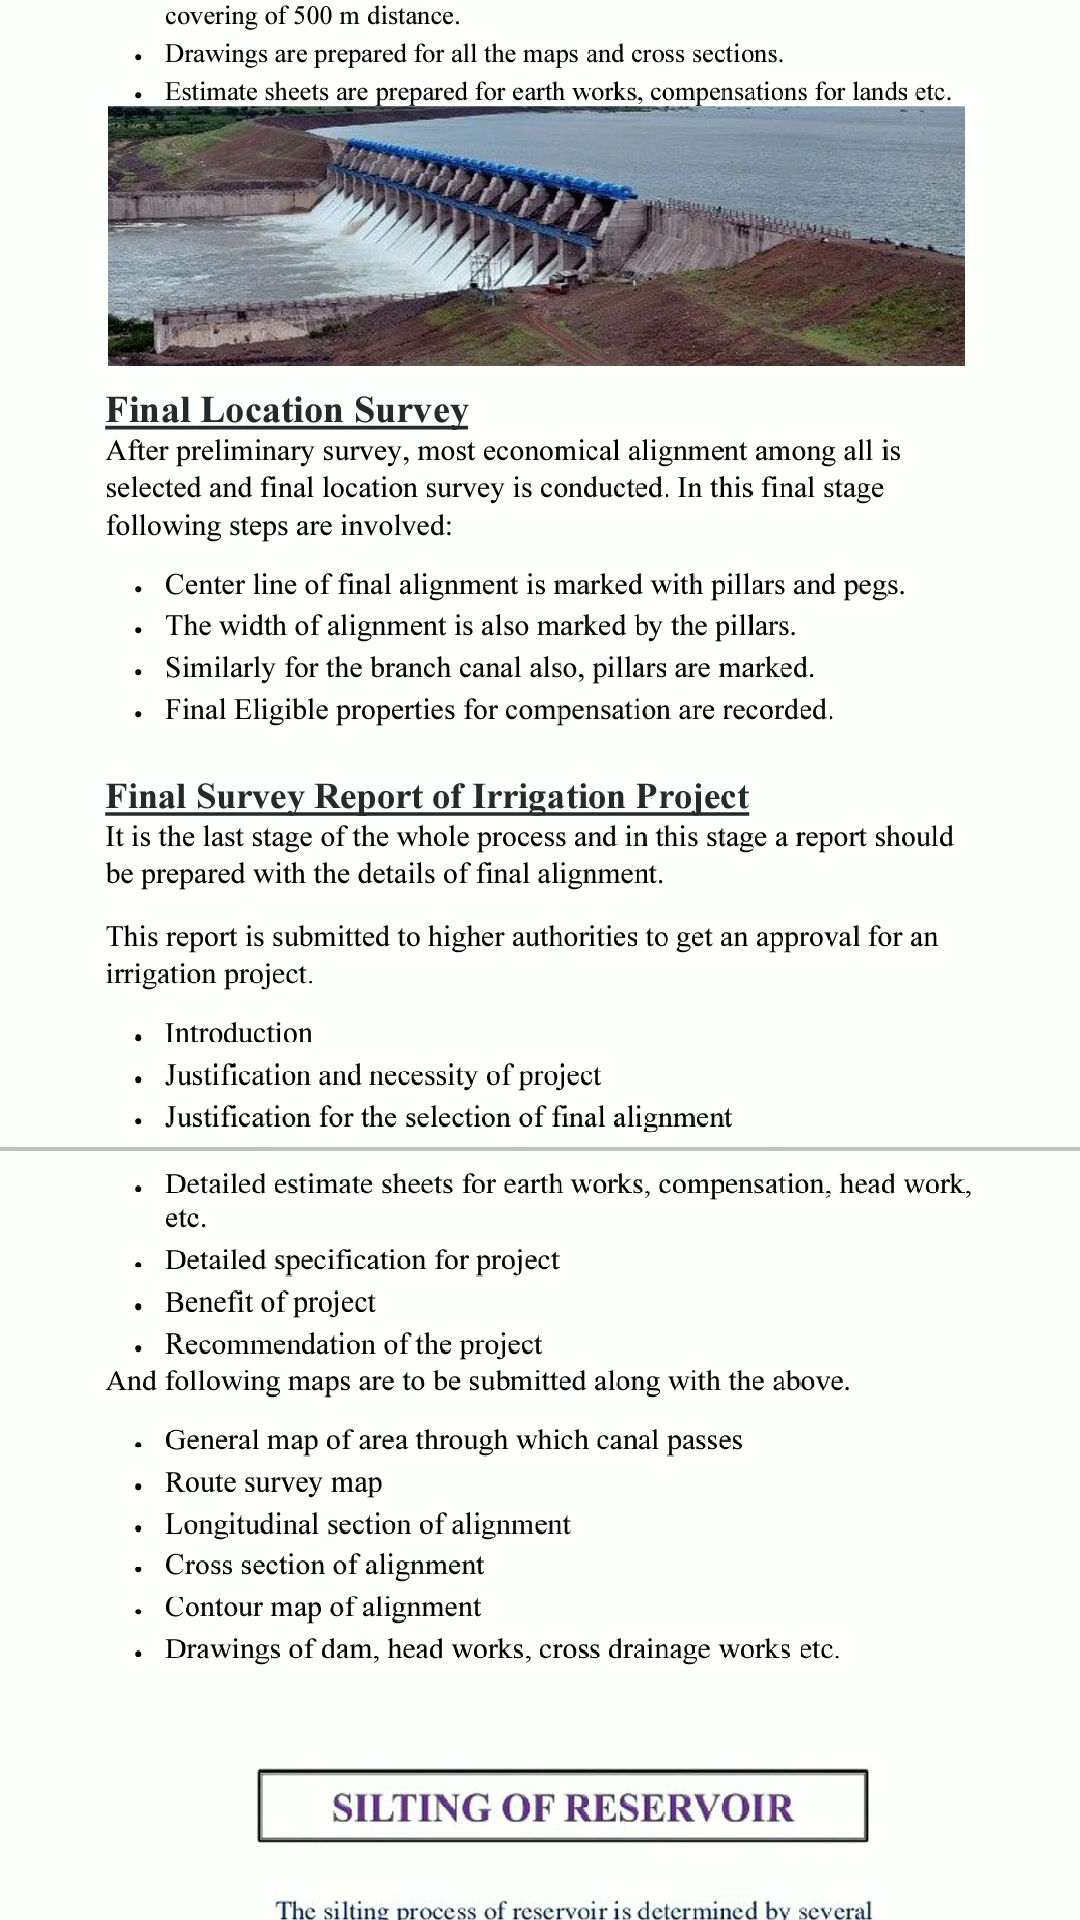 covering of 500 m distance.
• Drawings are prepared for all the maps and cross sections.
• Estimate sheets are prepared for earth works, compensations for lands etc.
Final Location Survey
After preliminary survey, most economical alignment among all is
selected and final location survey is conducted. In this final stage
following steps are involved:
• Center line of final alignment is marked with pillars and pegs.
• The width of alignment is also marked by the pillars.
• Similarly for the branch canal also, pillars are marked.
• Final Eligible properties for compensation are recorded.
Final Survey Report of Irrigation Project
It is the last stage of the whole process and in this stage a report should
be prepared with the details of final alignment.
This report is submitted to higher authorities to get an approval for an
irrigation project.
• Introduction
• Justification and necessity of project
• Justification for the selection of final alignment
• Detailed estimate sheets for earth works, compensation, head work,
etc.
• Detailed specification for project
• Benefit of project
• Recommendation of the project
And following maps are to be submitted along with the above.
• General map of area through which canal passes
• Route survey map
• Longitudinal section of alignment
• Cross section of alignment
• Contour map of alignment
• Drawings of dam, head works, cross drainage works etc.
SILTING OF RESERVOIR
The silting process of reservoir is determined by several